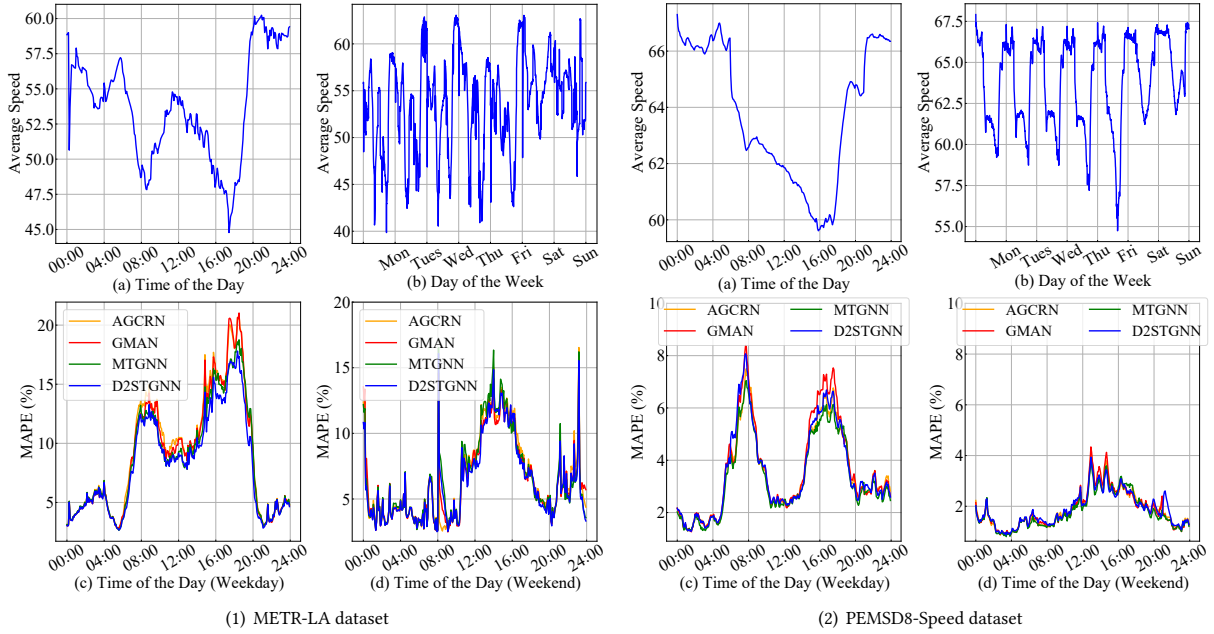 60.0
57.5
55.0
52.5
50.0
47.5
45.0
Average Speed
00:00
04:00
08:00
12:00
16:00
20:00
24:00
(a) Time of the Day
60
55
50
45
40
Average Speed
Mon
Tues
Wed
Thu
Fri
Sat
Sun
(b) Day of the Week
66
64
62
60
Average Speed
00:00
04:00
08:00
12:00
16:00
20:00
24:00
(a) Time of the Day
67.5
65.0
62.5
60.0
57.5
55.0
Average Speed
Mon
Tues
Wed
Thu
Fri
Sat
Sun
(b) Day of the Week
20
15
10
5
MAPE (%)
AGCRN
GMAN
MTGNN
D2STGNN
00:00
04:00
08:00
12:00
16:00
20:00
24:00
(c) Time of the Day (Weekday)
20
15
10
5
MAPE (%)
AGCRN
GMAN
MTGNN
D2STGNN
00:00
04:00
08:00
12:00
16:00
20:00
24:00
(d) Time of the Day (Weekend)
10
8
6
4
2
MAPE (%)
AGCRN
GMAN
MTGNN
D2STGNN
00:00
04:00
08:00
12:00
16:00
20:00
24:00
(c) Time of the Day (Weekday)
10
8
6
4
2
MAPE (%)
AGCRN
GMAN
MTGNN
D2STGNN
00:00
04:00
08:00
12:00
16:00
20:00
24:00
(d) Time of the Day (Weekend)
(1) METR-LA dataset
(2) PEMSD8-Speed dataset